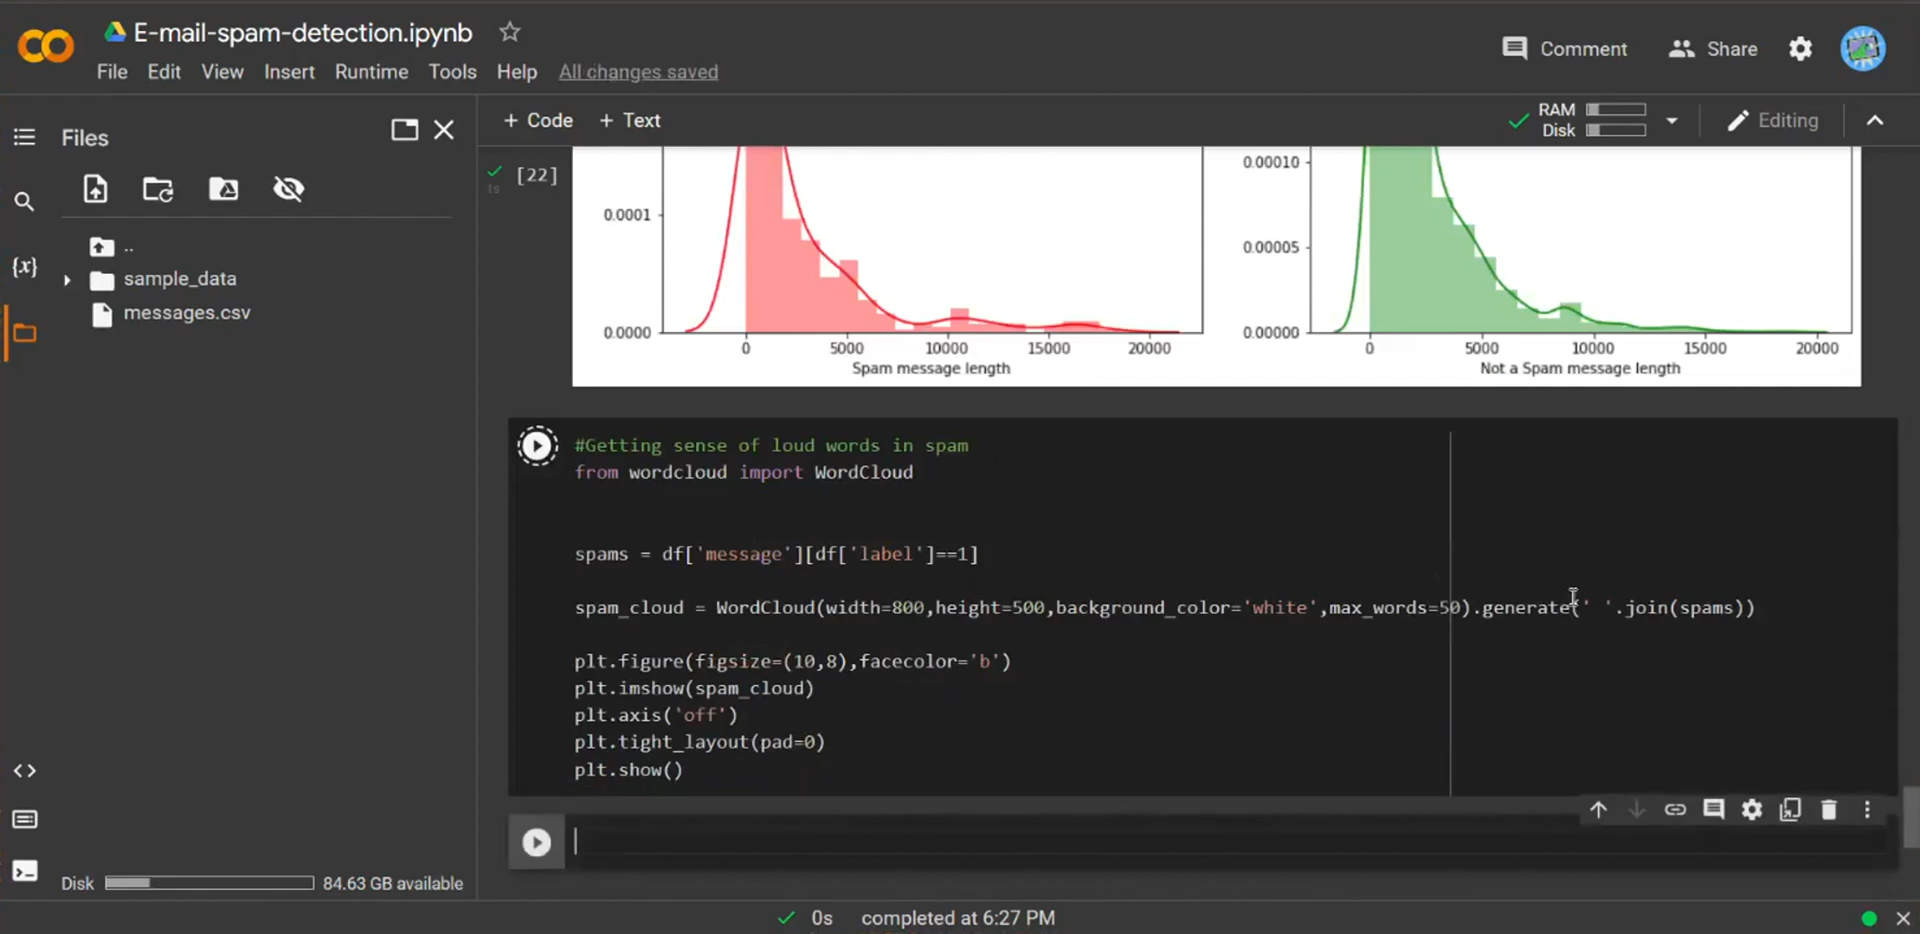 E-mail-spam-detection.ipynb
File Edit View Insert Runtime Tools Help All changes saved
Comment Share
+ Code + Text
RAM
Disk
Editing
Files
..
sample_data
messages.csv
Disk 84.63 GB available
[22]
1s
0.0001
0.0000
0 5000 10000 15000 20000
Spam message length
0.00010
0.00005
0.00000
0 5000 10000 15000 20000
Not a Spam message length
#Getting sense of loud words in spam
from wordcloud import WordCloud
spams = df['message'][df['label']==1]
spam_cloud = WordCloud(width=800,height=500,background_color='white',max_words=50).generate(' '.join(spams))
plt.figure(figsize=(10,8),facecolor='b')
plt.imshow(spam_cloud)
plt.axis('off')
plt.tight_layout(pad=0)
plt.show()
0s completed at 6:27 PM